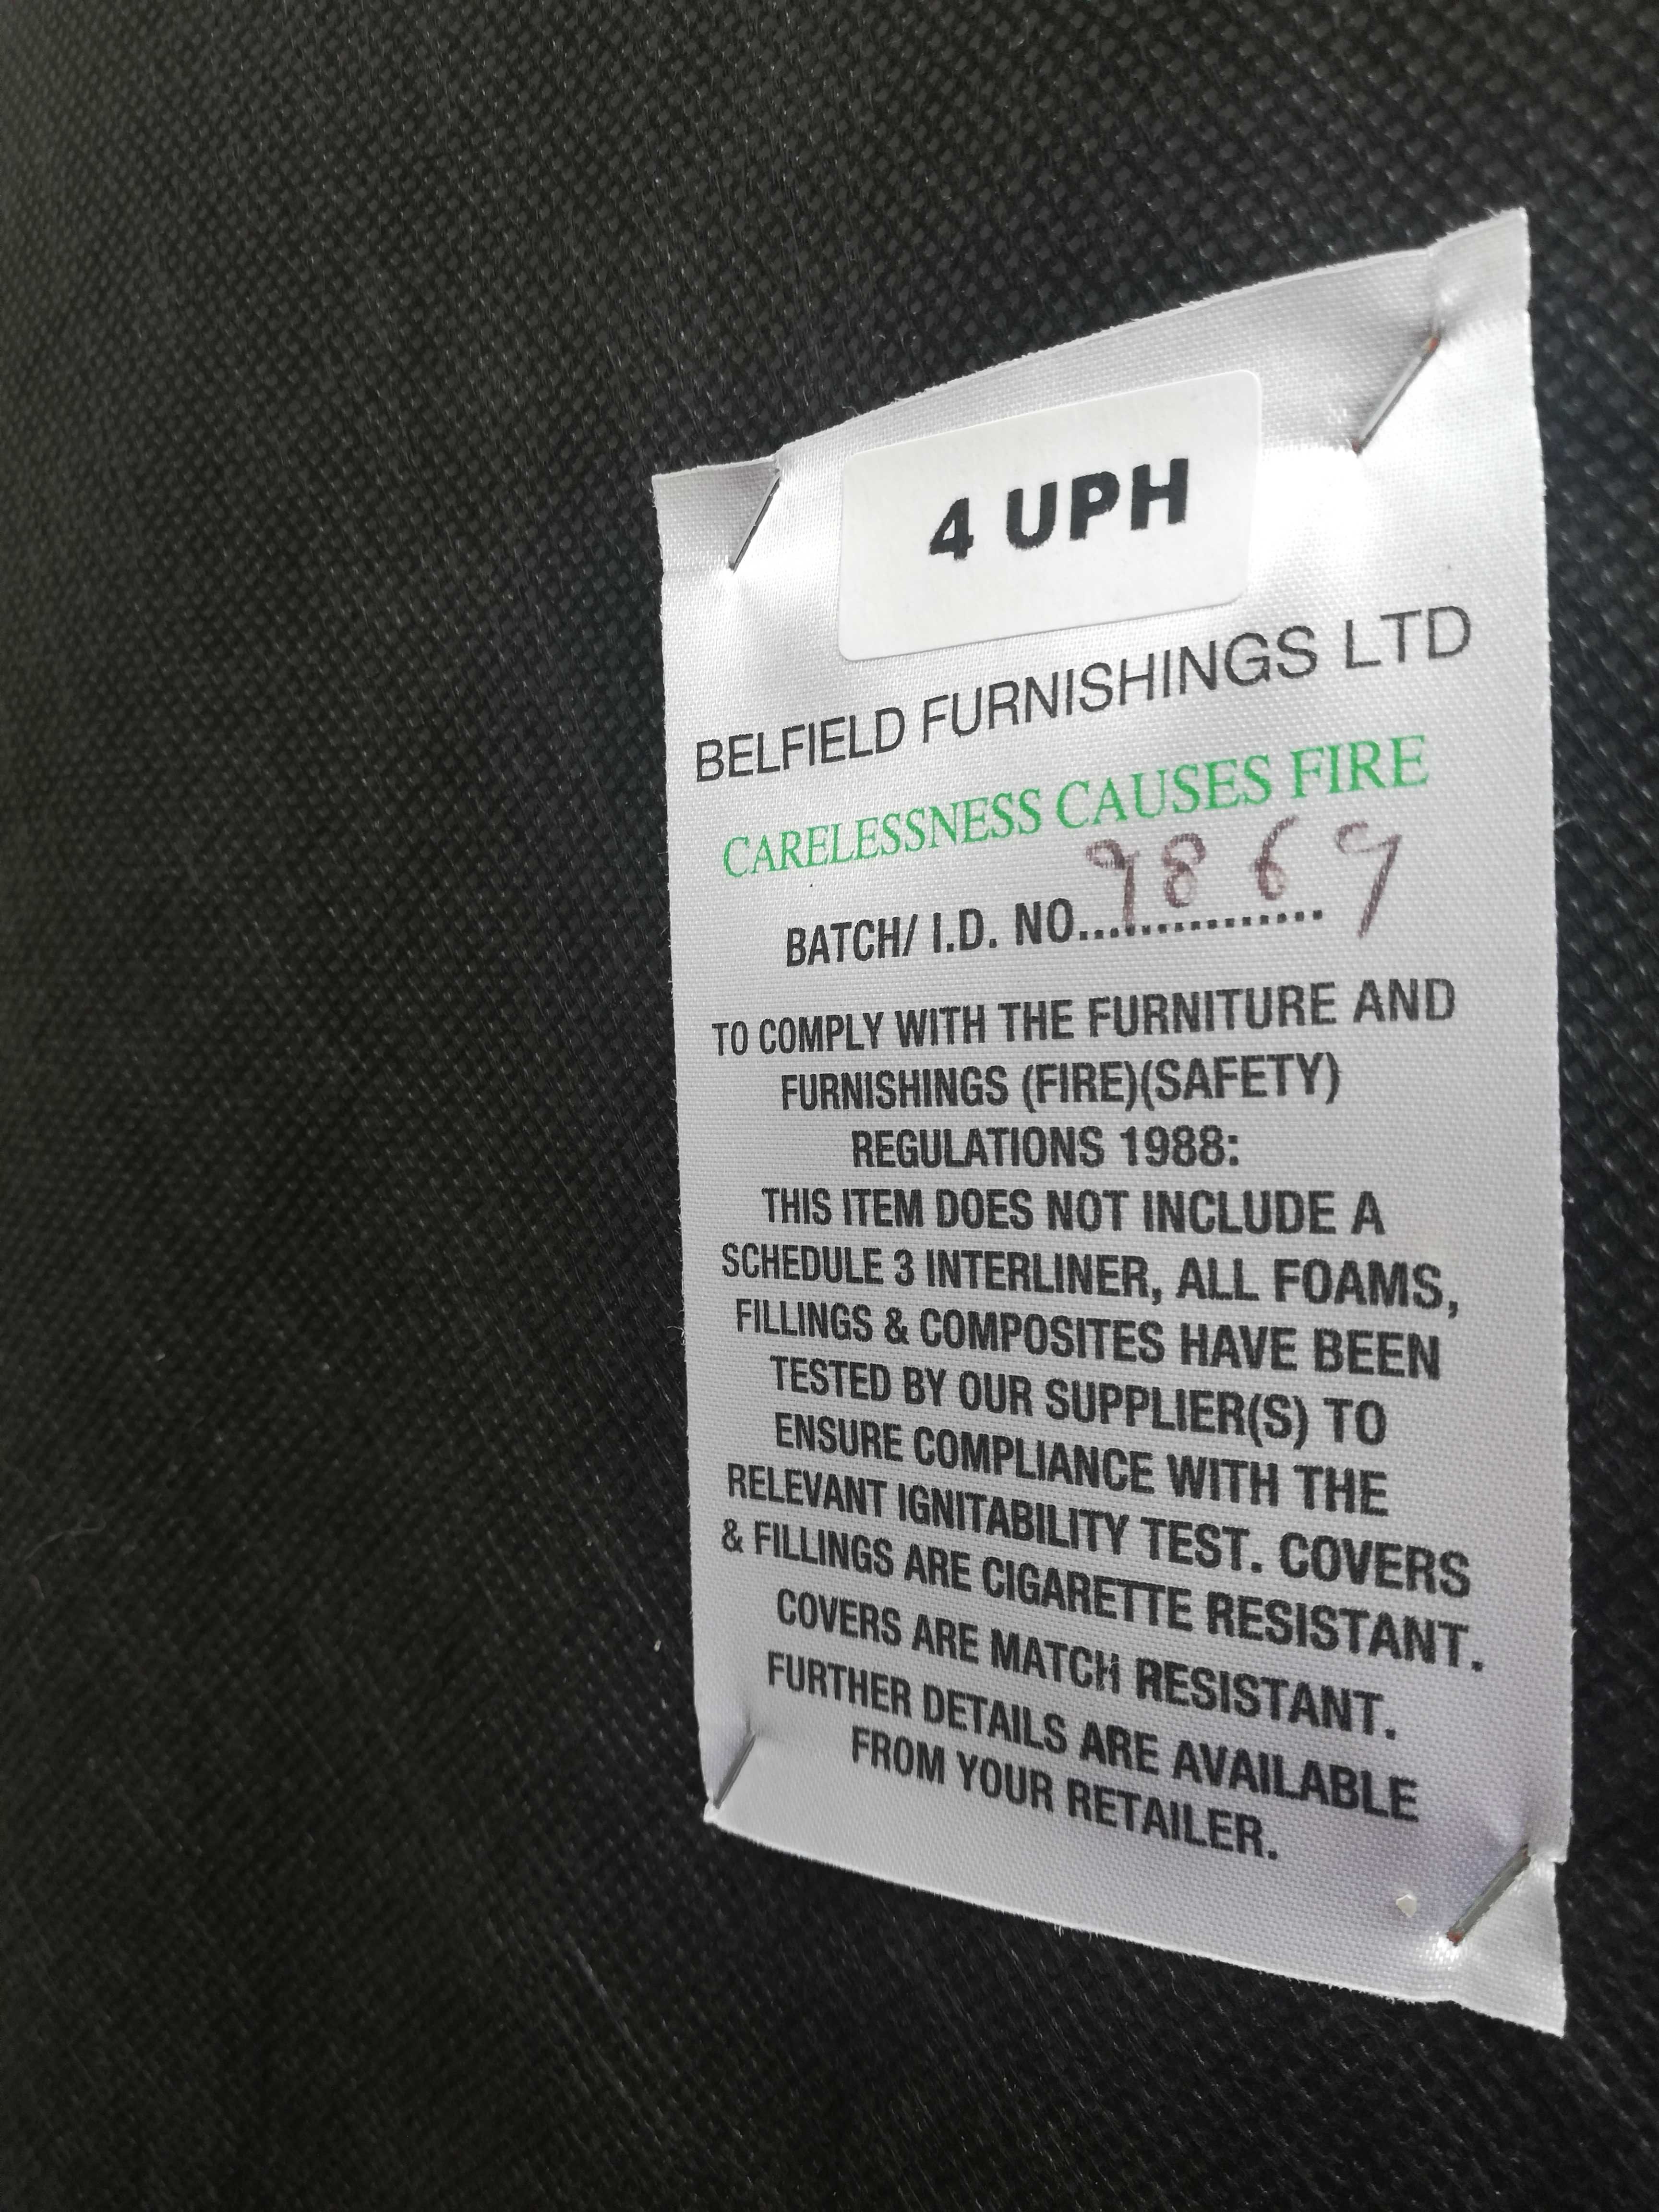 4 UPH
BELFIELD FURNISHINGS LTD
CARELESSNESS CAUSES FIRE
BATCH/ I.D. NO............... 9869
TO COMPLY WITH THE FURNITURE AND
FURNISHINGS (FIRE)(SAFETY)
REGULATIONS 1988:
THIS ITEM DOES NOT INCLUDE A
SCHEDULE 3 INTERLINER, ALL FOAMS,
FILLINGS & COMPOSITES HAVE BEEN
TESTED BY OUR SUPPLIER(S) TO
ENSURE COMPLIANCE WITH THE
RELEVANT IGNITABILITY TEST. COVERS
& FILLINGS ARE CIGARETTE RESISTANT.
COVERS ARE MATCH RESISTANT.
FURTHER DETAILS ARE AVAILABLE
FROM YOUR RETAILER.